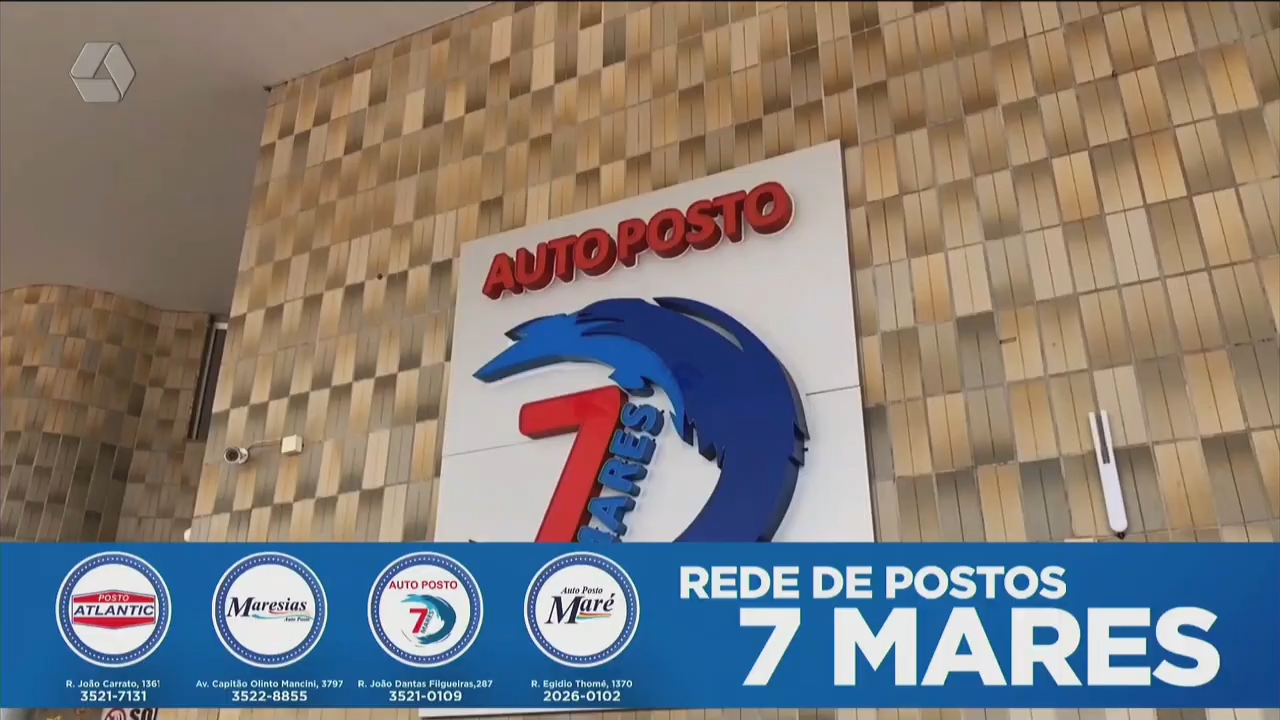 AUTO POSTO
7
MARES
POSTO
ATLANTIC
R. João Carrato, 1361
3521-7131
Maresias
Auto Posto
Av. Capitão Olinto Mancini, 3797
3522-8855
AUTO POSTO
7
MARES
R. João Dantas Filgueiras,287
3521-0109
Auto Posto
Maré
R. Egidio Thomé, 1370
2026-0102
REDE DE POSTOS
7 MARES